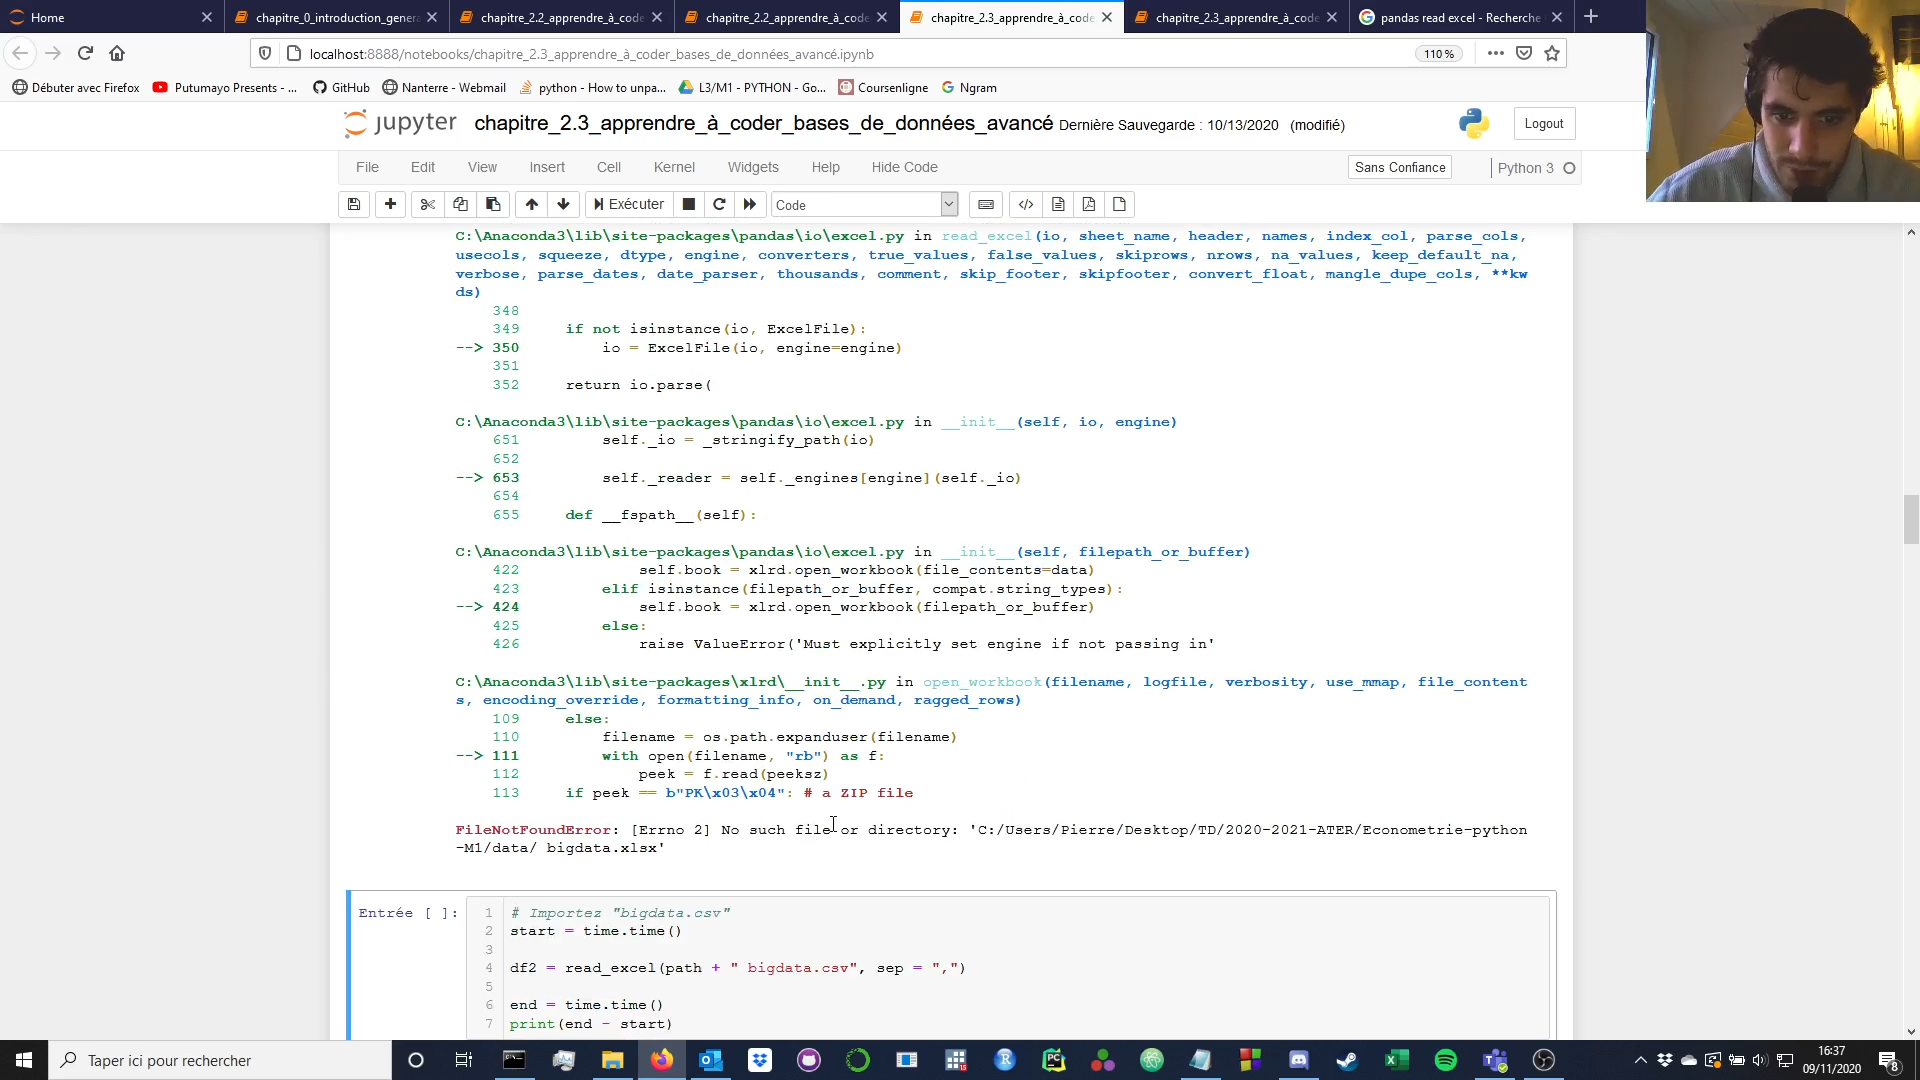 Home
chapitre_0_introduction_genera
chapitre_2.2_apprendre_à_code
chapitre_2.2_apprendre_à_code
chapitre_2.3_apprendre_à_code
chapitre_2.3_apprendre_à_code
pandas read excel - Recherche
localhost:8888/notebooks/chapitre_2.3_apprendre_à_coder_bases_de_données_avancé.ipynb
110 %
Débuter avec Firefox
Putumayo Presents - ...
GitHub
Nanterre - Webmail
python - How to unpa...
L3/M1 - PYTHON - Go...
Coursenligne
Ngram
jupyter chapitre_2.3_apprendre_à_coder_bases_de_données_avancé Dernière Sauvegarde : 10/13/2020 (modifié)
Logout
File Edit View Insert Cell Kernel Widgets Help Hide Code
Sans Confiance
Python 3
Exécuter
Code
C:\Anaconda3\lib\site-packages\pandas\io\excel.py in read_excel(io, sheet_name, header, names, index_col, parse_cols,
usecols, squeeze, dtype, engine, converters, true_values, false_values, skiprows, nrows, na_values, keep_default_na,
verbose, parse_dates, date_parser, thousands, comment, skip_footer, skipfooter, convert_float, mangle_dupe_cols, **kw
ds)
348
349 if not isinstance(io, ExcelFile):
--> 350 io = ExcelFile(io, engine=engine)
351
352 return io.parse(
C:\Anaconda3\lib\site-packages\pandas\io\excel.py in __init__(self, io, engine)
651 self._io = _stringify_path(io)
652
--> 653 self._reader = self._engines[engine](self._io)
654
655 def __fspath__(self):
C:\Anaconda3\lib\site-packages\pandas\io\excel.py in __init__(self, filepath_or_buffer)
422 self.book = xlrd.open_workbook(file_contents=data)
423 elif isinstance(filepath_or_buffer, compat.string_types):
--> 424 self.book = xlrd.open_workbook(filepath_or_buffer)
425 else:
426 raise ValueError('Must explicitly set engine if not passing in'
C:\Anaconda3\lib\site-packages\xlrd\__init__.py in open_workbook(filename, logfile, verbosity, use_mmap, file_content
s, encoding_override, formatting_info, on_demand, ragged_rows)
109 else:
110 filename = os.path.expanduser(filename)
--> 111 with open(filename, "rb") as f:
112 peek = f.read(peeksz)
113 if peek == b"PK\x03\x04": # a ZIP file
FileNotFoundError: [Errno 2] No such file or directory: 'C:/Users/Pierre/Desktop/TD/2020-2021-ATER/Econometrie-python
-M1/data/ bigdata.xlsx'
Entrée [ ]:
1 # Importez "bigdata.csv"
2 start = time.time()
3
4 df2 = read_excel(path + " bigdata.csv", sep = ",")
5
6 end = time.time()
7 print(end - start)
Taper ici pour rechercher
16:37
09/11/2020
8